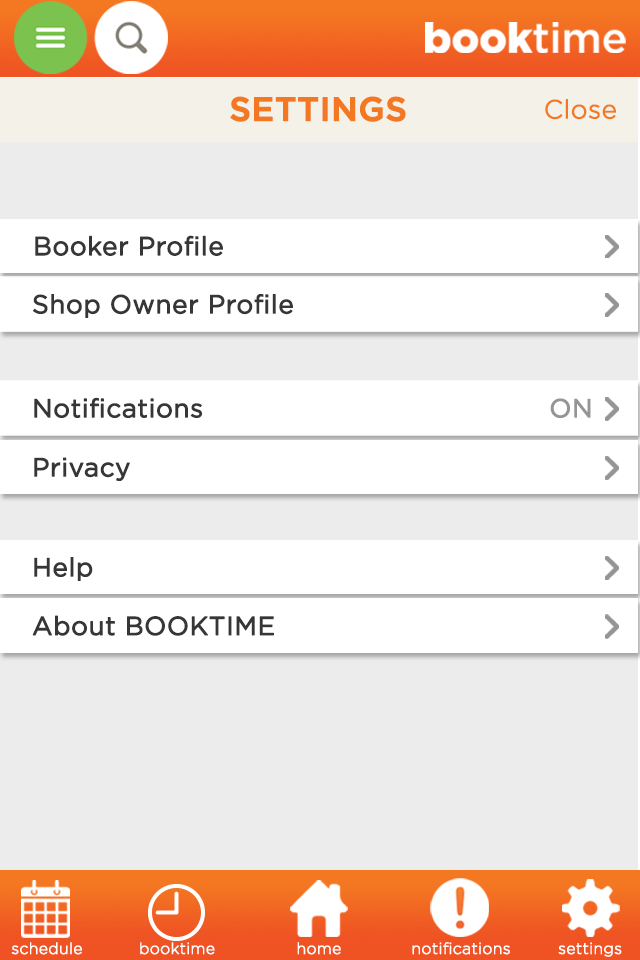 booktime
SETTINGS Close
Booker Profile
Shop Owner Profile
Notifications ON
Privacy
Help
About BOOKTIME
schedule booktime home notifications settings